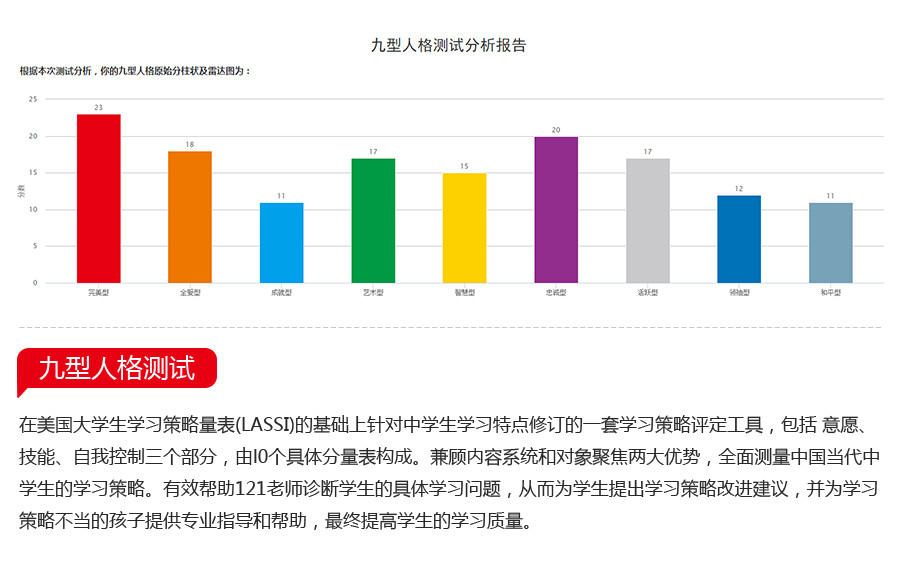 九型人格测试分析报告
根据本次测试分析，你的九型人格原始分柱状及雷达图为：
分数
25
20
15
10
5
0
23
18
11
17
15
20
17
12
11
完美型
全爱型
成就型
艺术型
智慧型
忠诚型
活跃型
领袖型
和平型
九型人格测试
在美国大学生学习策略量表(LASSI)的基础上针对中学生学习特点修订的一套学习策略评定工具，包括 意愿、
技能、自我控制三个部分，由I0个具体分量表构成。兼顾内容系统和对象聚焦两大优势，全面测量中国当代中
学生的学习策略。有效帮助121老师诊断学生的具体学习问题，从而为学生提出学习策略改进建议，并为学习
策略不当的孩子提供专业指导和帮助，最终提高学生的学习质量。